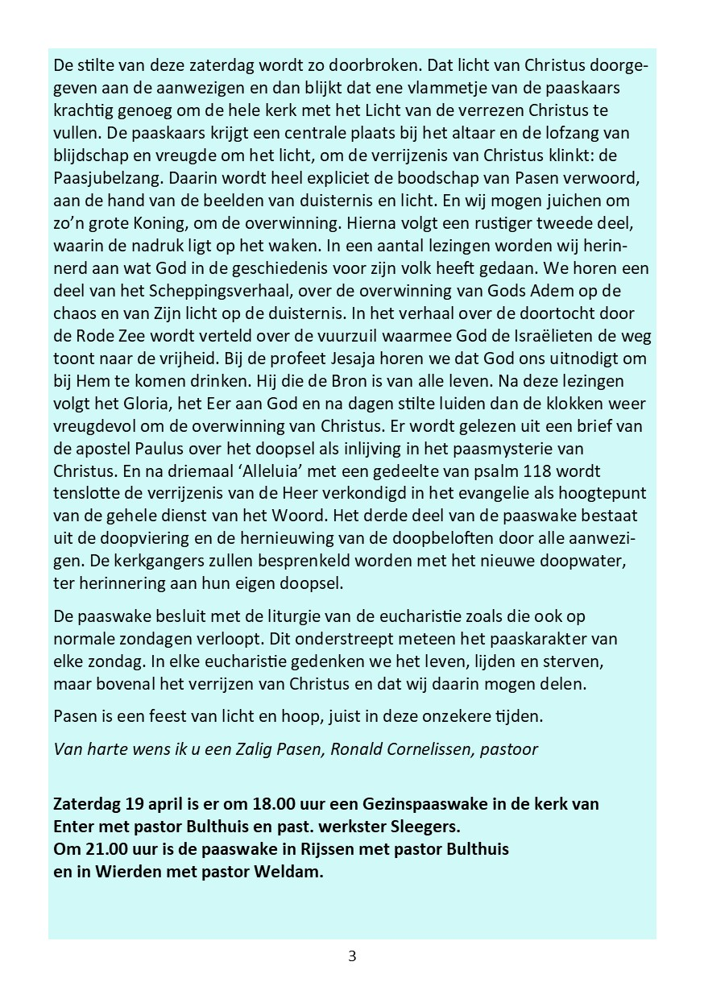 De stilte van deze zaterdag wordt zo doorbroken. Dat licht van Christus doorge-
geven aan de aanwezigen en dan blijkt dat ene vlammetje van de paaskaars
krachtig genoeg om de hele kerk met het Licht van de verrezen Christus te
vullen. De paaskaars krijgt een centrale plaats bij het altaar en de lofzang van
blijdschap en vreugde om het licht, om de verrijzenis van Christus klinkt: de
Paasjubelzang. Daarin wordt heel expliciet de boodschap van Pasen verwoord,
aan de hand van de beelden van duisternis en licht. En wij mogen juichen om
zo’n grote Koning, om de overwinning. Hierna volgt een rustiger tweede deel,
waarin de nadruk ligt op het waken. In een aantal lezingen worden wij herin-
nerd aan wat God in de geschiedenis voor zijn volk heeft gedaan. We horen een
deel van het Scheppingsverhaal, over de overwinning van Gods Adem op de
chaos en van Zijn licht op de duisternis. In het verhaal over de doortocht door
de Rode Zee wordt verteld over de vuurzuil waarmee God de Israëlieten de weg
toont naar de vrijheid. Bij de profeet Jesaja horen we dat God ons uitnodigt om
bij Hem te komen drinken. Hij die de Bron is van alle leven. Na deze lezingen
volgt het Gloria, het Eer aan God en na dagen stilte luiden dan de klokken weer
vreugdevol om de overwinning van Christus. Er wordt gelezen uit een brief van
de apostel Paulus over het doopsel als inlijving in het paasmysterie van
Christus. En na driemaal ‘Alleluia’ met een gedeelte van psalm 118 wordt
tenslotte de verrijzenis van de Heer verkondigd in het evangelie als hoogtepunt
van de gehele dienst van het Woord. Het derde deel van de paaswake bestaat
uit de doopviering en de hernieuwing van de doopbeloften door alle aanwezi-
gen. De kerkgangers zullen besprenkeld worden met het nieuwe doopwater,
ter herinnering aan hun eigen doopsel.
De paaswake besluit met de liturgie van de eucharistie zoals die ook op
normale zondagen verloopt. Dit onderstreept meteen het paaskarakter van
elke zondag. In elke eucharistie gedenken we het leven, lijden en sterven,
maar bovenal het verrijzen van Christus en dat wij daarin mogen delen.
Pasen is een feest van licht en hoop, juist in deze onzekere tijden.
Van harte wens ik u een Zalig Pasen, Ronald Cornelissen, pastoor
Zaterdag 19 april is er om 18.00 uur een Gezinspaaswake in de kerk van
Enter met pastor Bulthuis en past. werkster Sleegers.
Om 21.00 uur is de paaswake in Rijssen met pastor Bulthuis
en in Wierden met pastor Weldam.
3